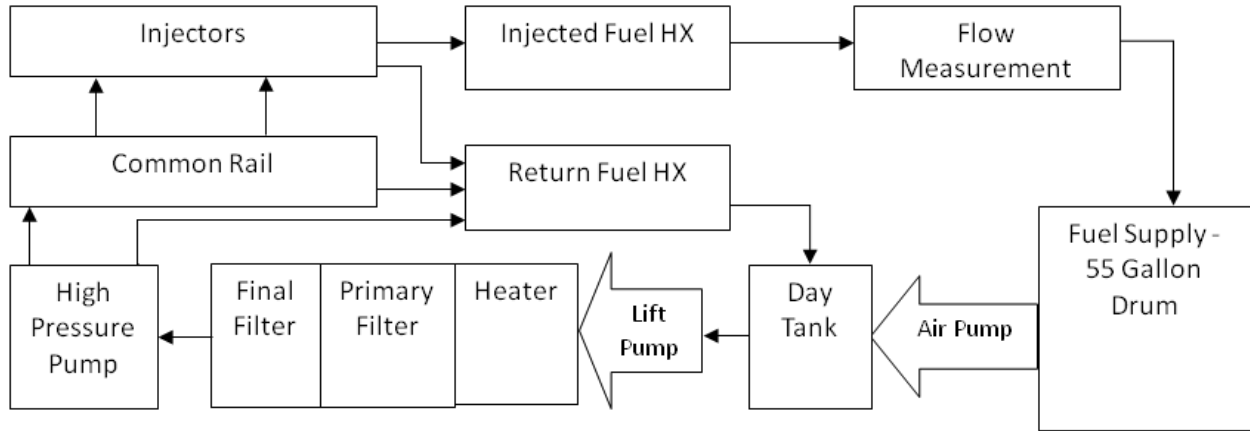 Injectors
Injected Fuel HX
Flow
Measurement
Common Rail
Return Fuel HX
Fuel Supply -
55 Gallon
Drum
High
Pressure
Pump
Final
Filter
Primary
Filter
Heater
Lift
Pump
Day
Tank
Air Pump